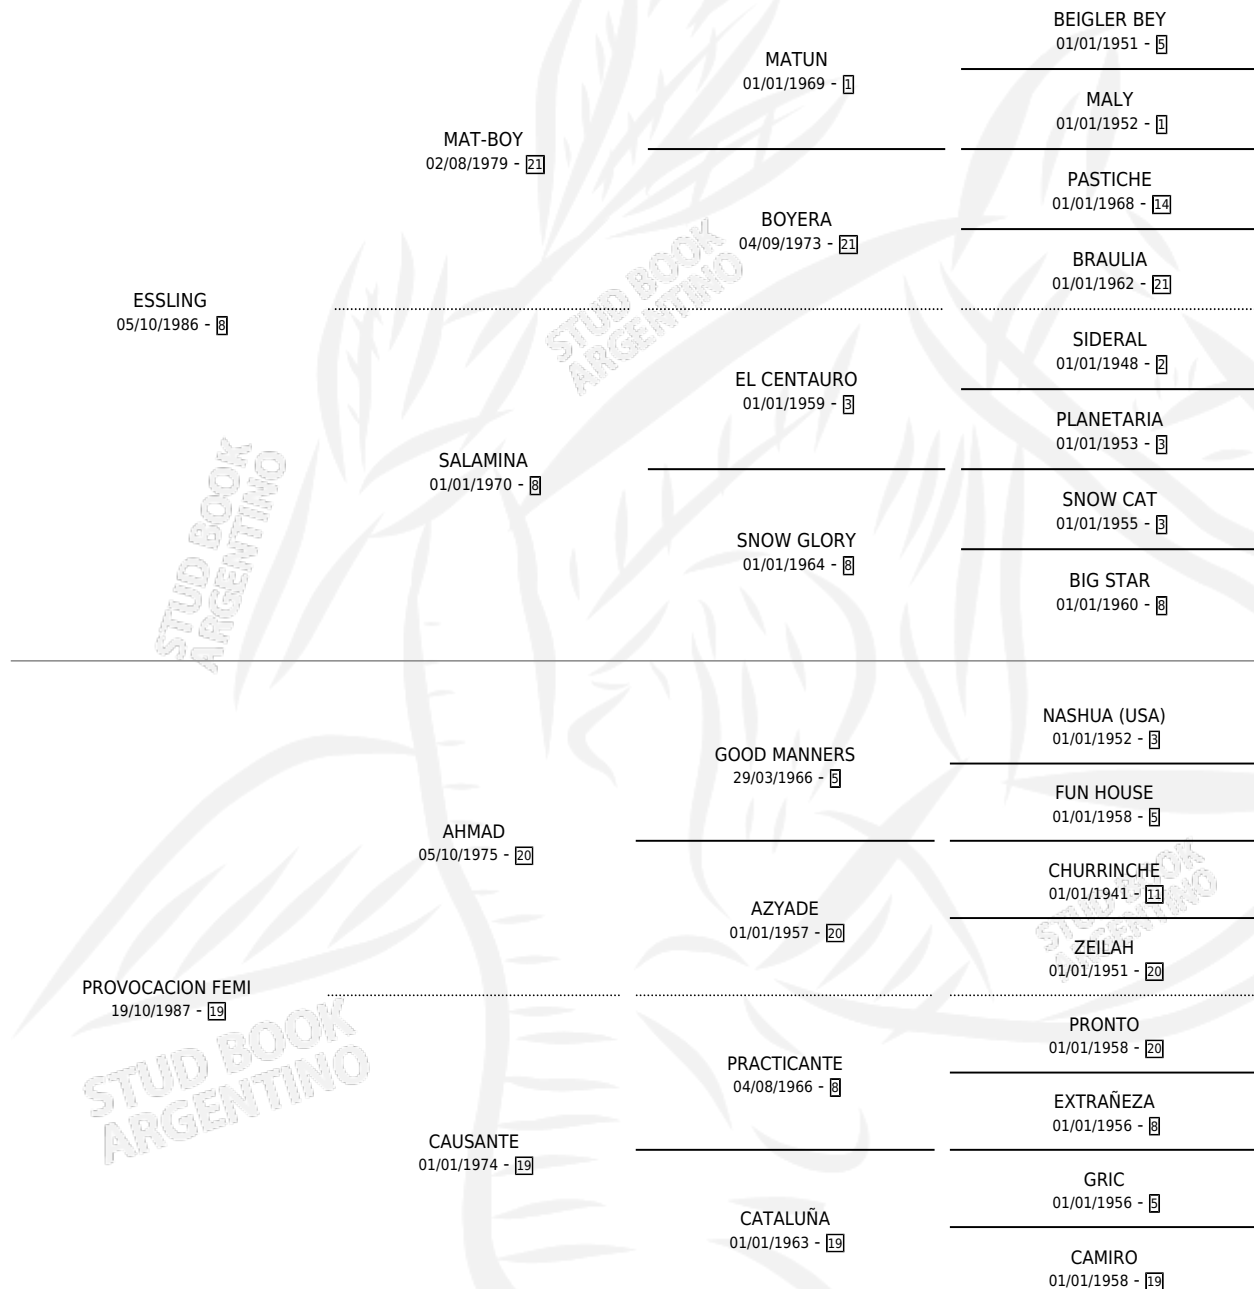 BEIGLER BEY
01/01/1951 - 5
MATUN
01/01/1969 - 1
MALY
01/01/1952 - 1
MAT-BOY
02/08/1979 - 21
PASTICHE
01/01/1968 - 14
BOYERA
04/09/1973 - 21
BRAULIA
01/01/1962 - 21
ESSLING
05/10/1986 - 8
SIDERAL
01/01/1948 - 2
EL CENTAURO
01/01/1959 - 3
PLANETARIA
01/01/1953 - 3
SALAMINA
01/01/1970 - 8
SNOW CAT
01/01/1955 - 3
SNOW GLORY
01/01/1964 - 8
BIG STAR
01/01/1960 - 8
NASHUA (USA)
01/01/1952 - 3
GOOD MANNERS
29/03/1966 - 5
FUN HOUSE
01/01/1958 - 5
AHMAD
05/10/1975 - 20
CHURRINCHE
01/01/1941 - 11
AZYADE
01/01/1957 - 20
ZEILAH
01/01/1951 - 20
PROVOCACION FEMI
19/10/1987 - 19
PRONTO
01/01/1958 - 20
PRACTICANTE
04/08/1966 - 8
EXTRAÑEZA
01/01/1956 - 8
CAUSANTE
01/01/1974 - 19
GRIC
01/01/1956 - 5
CATALUÑA
01/01/1963 - 19
CAMIRO
01/01/1958 - 19
STUD BOOK
ARGENTINO
STUD BOOK
ARGENTINO
STUD BOOK
ARGENTINO
STUD BOOK
ARGENTINO